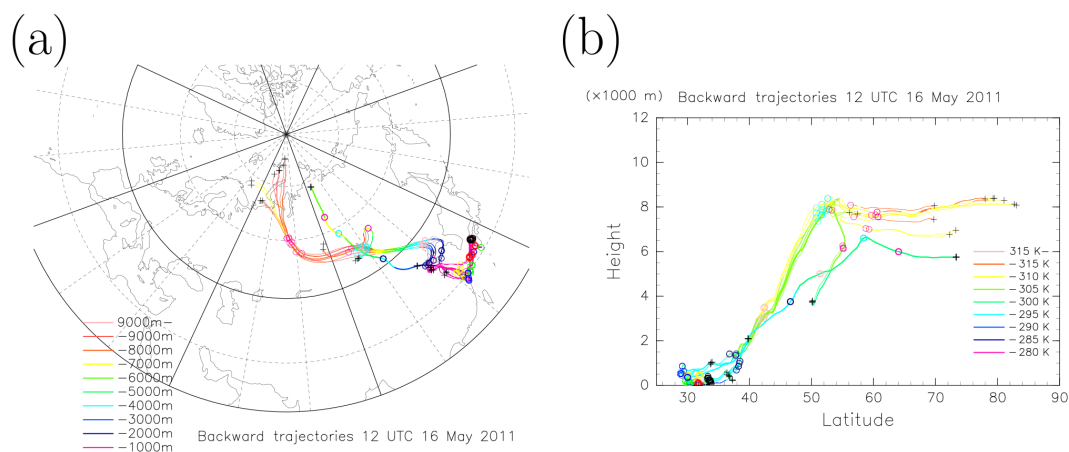 (a)
9000m−
−9000m
−8000m
−7000m
−6000m
−5000m
−4000m
−3000m
−2000m
−1000m
Backward trajectories 12 UTC 16 May 2011
(b)
(×1000 m) Backward trajectories 12 UTC 16 May 2011
12
10
8
6
4
2
0
Height
30 40 50 60 70 80 90
Latitude
315 K−
−315 K
−310 K
−305 K
−300 K
−295 K
−290 K
−285 K
−280 K